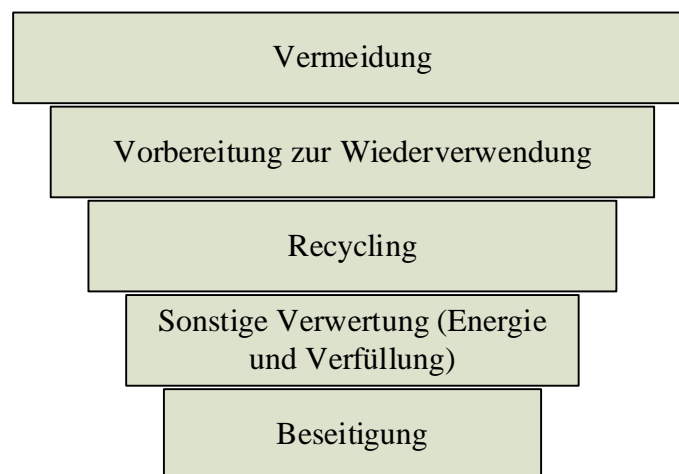 Vermeidung
Vorbereitung zur Wiederverwendung
Recycling
Sonstige Verwertung (Energie
und Verfüllung)
Beseitigung